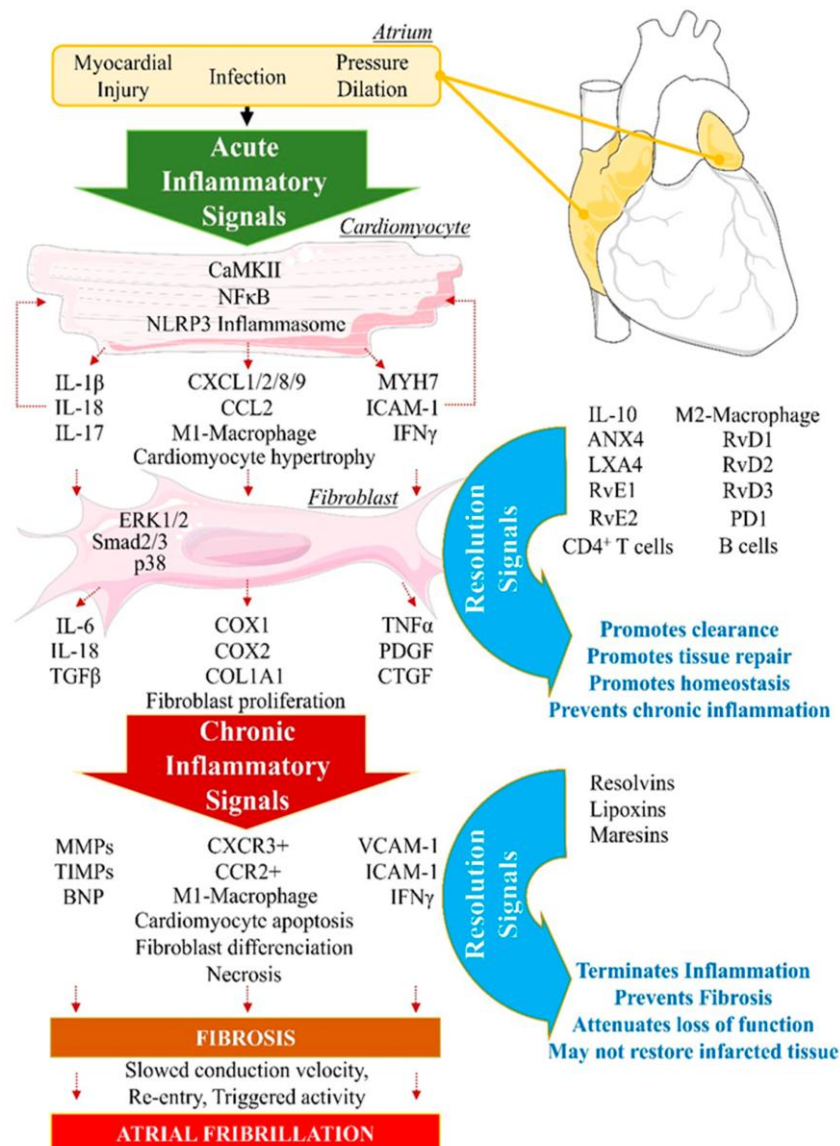 Atrium
Myocardial
Injury
Infection
Pressure
Dilation
Acute
Inflammatory
Signals
Cardiomyocyte
CaMKII
NFκB
NLRP3 Inflammasome
IL-1β
IL-18
IL-17
CXCL1/2/8/9
CCL2
M1-Macrophage
Cardiomyocyte hypertrophy
MYH7
ICAM-1
IFNγ
Fibroblast
ERK1/2
Smad2/3
p38
IL-6
IL-18
TGFβ
COX1
COX2
COL1A1
Fibroblast proliferation
TNFα
PDGF
CTGF
Resolution
Signals
IL-10
ANX4
LXA4
RvE1
RvE2
CD4+ T cells
M2-Macrophage
RvD1
RvD2
RvD3
PD1
B cells
Promotes clearance
Promotes tissue repair
Promotes homeostasis
Prevents chronic inflammation
Chronic
Inflammatory
Signals
MMPs
TIMPs
BNP
CXCR3+
CCR2+
M1-Macrophage
Cardiomyocyte apoptosis
Fibroblast differenciation
Necrosis
VCAM-1
ICAM-1
IFNγ
Resolution
Signals
Resolvins
Lipoxins
Maresins
Terminates Inflammation
Prevents Fibrosis
Attenuates loss of function
May not restore infarcted tissue
FIBROSIS
Slowed conduction velocity,
Re-entry, Triggered activity
ATRIAL FRIBRILLATION